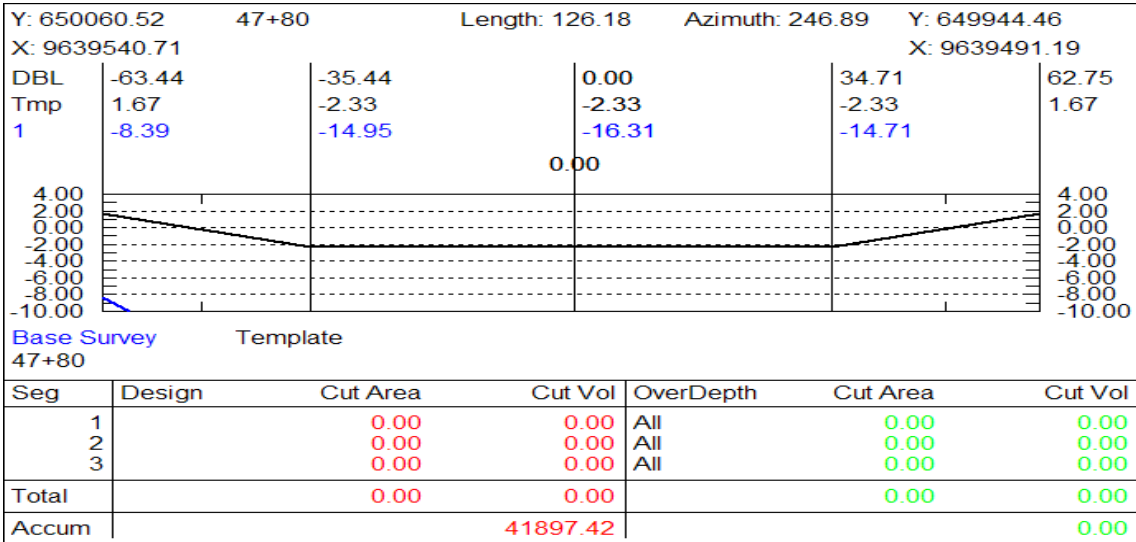 Y: 650060.52 47+80 Length: 126.18 Azimuth: 246.89 Y: 649944.46
X: 9639540.71 X: 9639491.19
DBL -63.44 -35.44 0.00 34.71 62.75
Tmp 1.67 -2.33 -2.33 -2.33 1.67
1 -8.39 -14.95 -16.31 -14.71
0.00
4.00 4.00
2.00 2.00
0.00 0.00
-2.00 -2.00
-4.00 -4.00
-6.00 -6.00
-8.00 -8.00
-10.00 -10.00
Base Survey Template
47+80
Seg Design Cut Area Cut Vol OverDepth Cut Area Cut Vol
1 0.00 0.00 All 0.00 0.00
2 0.00 0.00 All 0.00 0.00
3 0.00 0.00 All 0.00 0.00
Total 0.00 0.00 0.00 0.00
Accum 41897.42 0.00